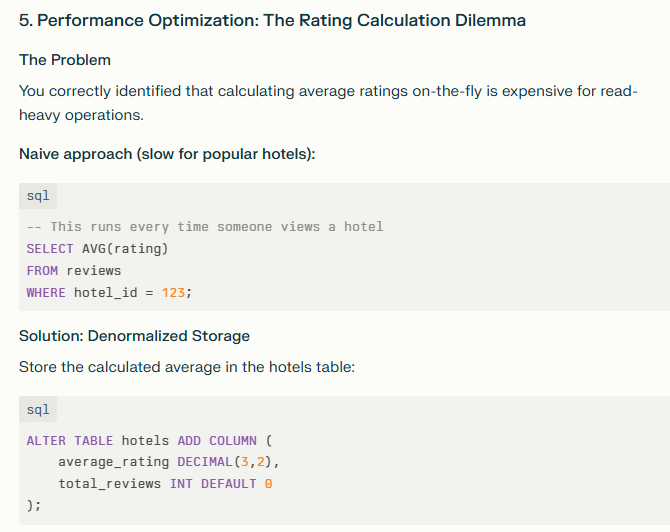 5. Performance Optimization: The Rating Calculation Dilemma
The Problem
You correctly identified that calculating average ratings on-the-fly is expensive for read-
heavy operations.
Naive approach (slow for popular hotels):
sql
-- This runs every time someone views a hotel
SELECT AVG(rating)
FROM reviews
WHERE hotel_id = 123;
Solution: Denormalized Storage
Store the calculated average in the hotels table:
sql
ALTER TABLE hotels ADD COLUMN (
    average_rating DECIMAL(3,2),
    total_reviews INT DEFAULT 0
);